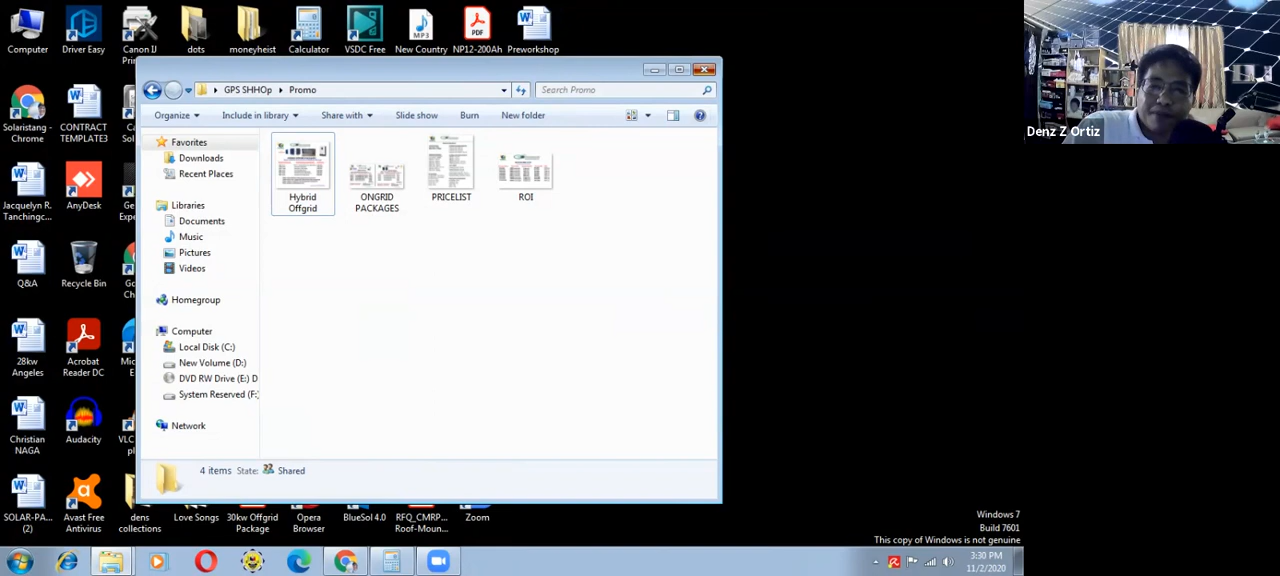 Computer
Driver Easy
Canon IJ
Prin
dots
moneyheist
Calculator
VSDC Free
New Country
NP12-200Ah
Preworkshop
Denz Z Ortiz
GPS SHHOp
Promo
Search Promo
Organize
Include in library
Share with
Slide show
Burn
New folder
Solaristang -
Chrome
CONTRACT
TEMPLATE3
Favorites
Downloads
Recent Places
Hybrid
Offgrid
ONGRID
PACKAGES
PRICELIST
ROI
Jacquelyn R.
Tanchingc...
AnyDesk
Libraries
Documents
Music
Pictures
Videos
Q&A
Recycle Bin
Homegroup
Computer
Local Disk (C:)
New Volume (D:)
DVD RW Drive (E:) D
System Reserved (F:)
28kw
Angeles
Acrobat
Reader DC
Network
Christian
NAGA
Audacity
VLC
4 items State: Shared
SOLAR-PA...
(2)
Avast Free
Antivirus
dens
collections
Love Songs
30kw Offgrid
Package
Opera
Browser
BlueSol 4.0
RFQ_CMRP...
Roof-Moun...
Zoom
Windows 7
Build 7601
This copy of Windows is not genuine
3:30 PM
11/2/2020